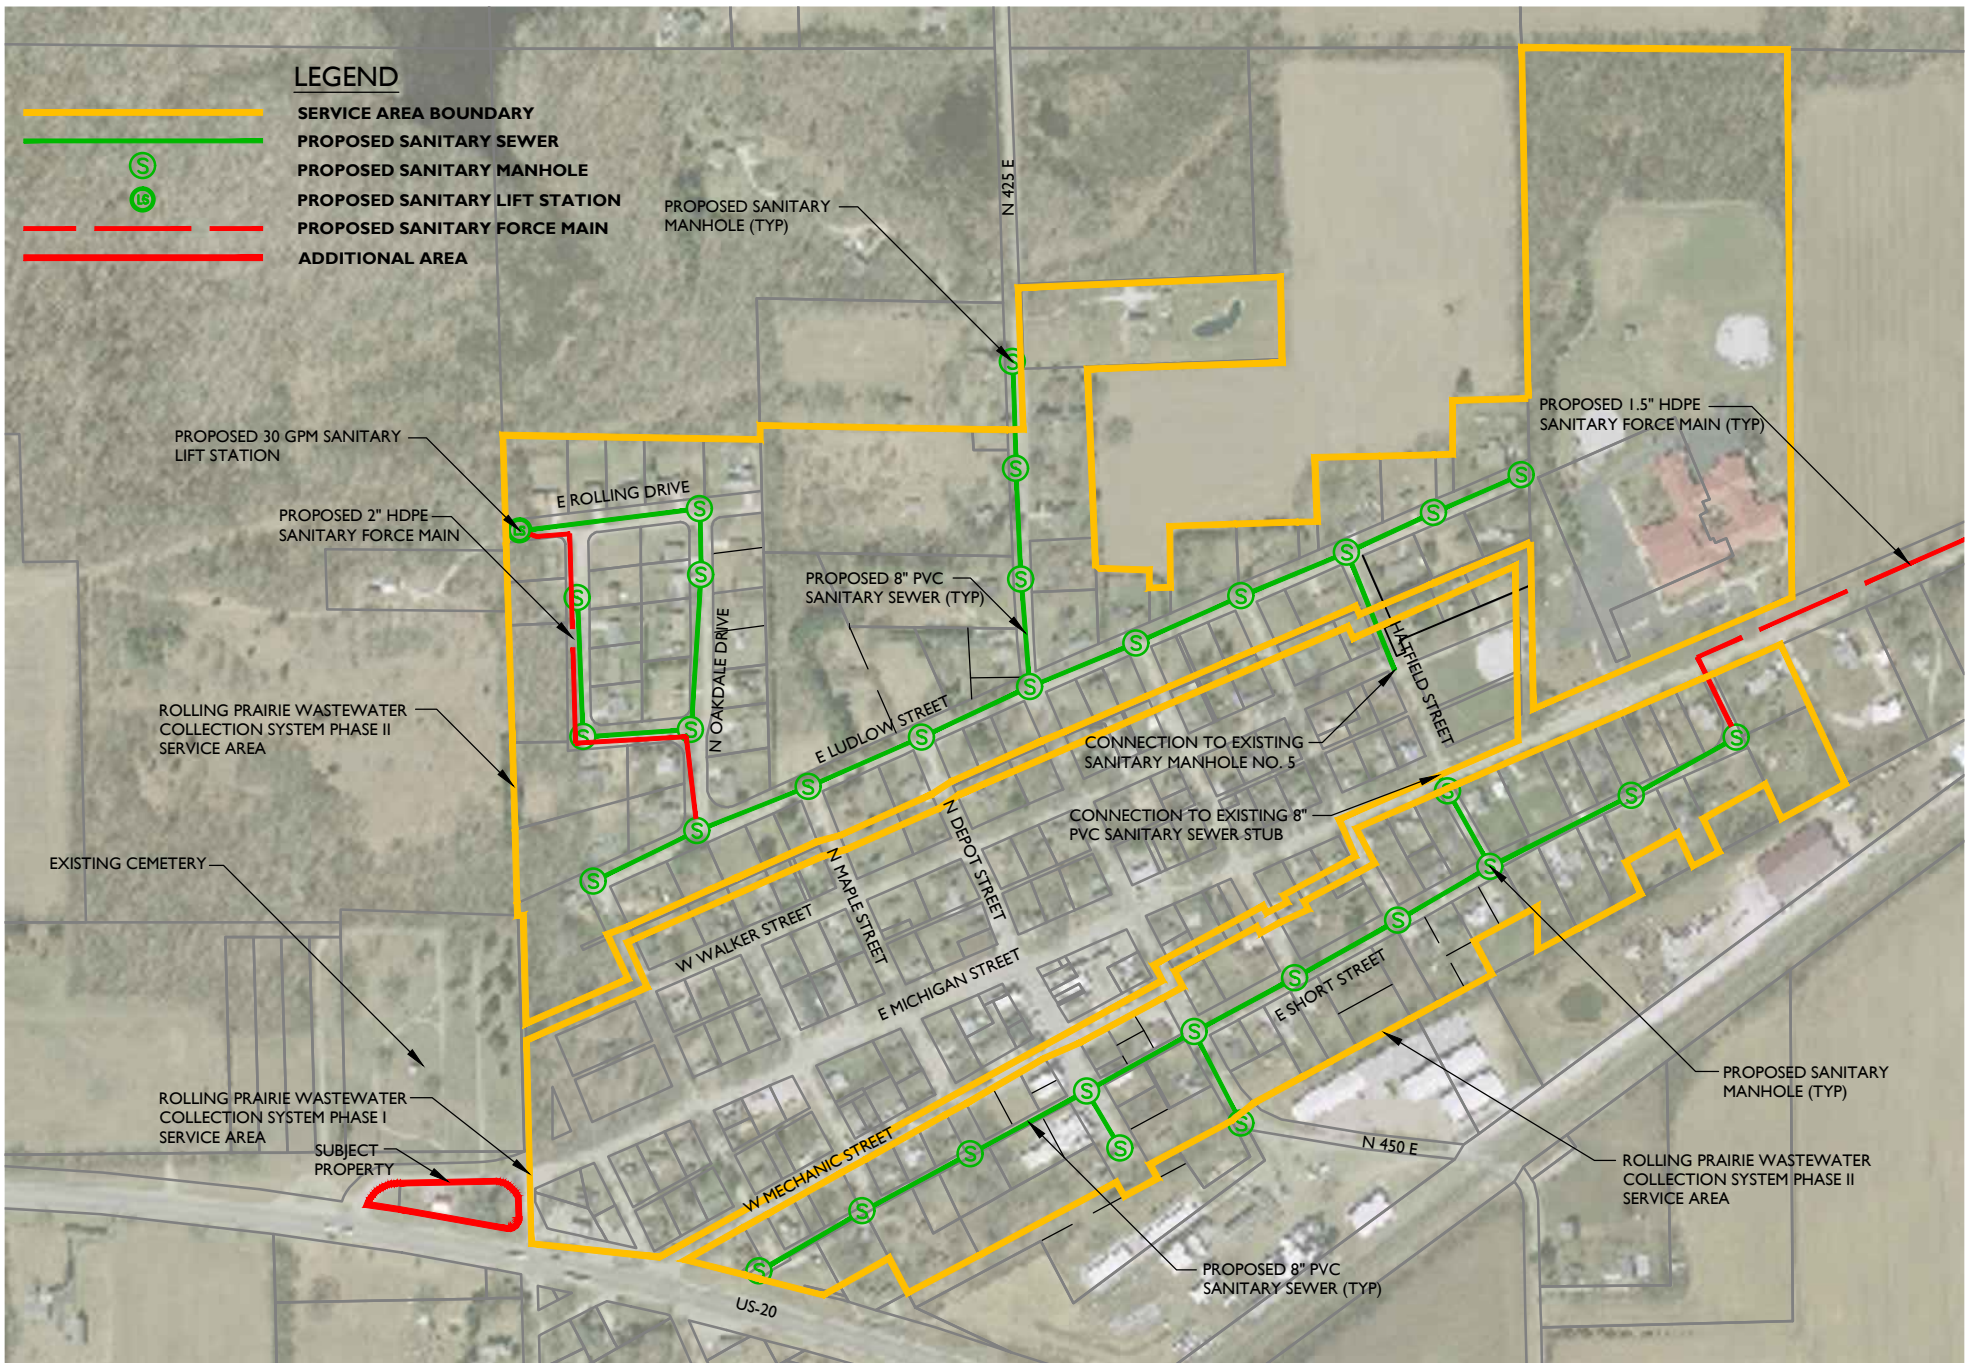 LEGEND
SERVICE AREA BOUNDARY
PROPOSED SANITARY SEWER
S
PROPOSED SANITARY MANHOLE
LS
PROPOSED SANITARY LIFT STATION
PROPOSED SANITARY FORCE MAIN
ADDITIONAL AREA
PROPOSED SANITARY
MANHOLE (TYP)
N 425 E
PROPOSED 1.5" HDPE
SANITARY FORCE MAIN (TYP)
PROPOSED 30 GPM SANITARY
LIFT STATION
E ROLLING DRIVE
PROPOSED 2" HDPE
SANITARY FORCE MAIN
PROPOSED 8" PVC
SANITARY SEWER (TYP)
N OAKDALE DRIVE
HATFIELD STREET
ROLLING PRAIRIE WASTEWATER
COLLECTION SYSTEM PHASE II
SERVICE AREA
E LUDLOW STREET
CONNECTION TO EXISTING
SANITARY MANHOLE NO. 5
CONNECTION TO EXISTING 8"
PVC SANITARY SEWER STUB
N DEPOT STREET
N MAPLE STREET
EXISTING CEMETERY
W WALKER STREET
E MICHIGAN STREET
E SHORT STREET
PROPOSED SANITARY
MANHOLE (TYP)
ROLLING PRAIRIE WASTEWATER
COLLECTION SYSTEM PHASE I
SERVICE AREA
SUBJECT
PROPERTY
W MECHANIC STREET
N 450 E
ROLLING PRAIRIE WASTEWATER
COLLECTION SYSTEM PHASE II
SERVICE AREA
PROPOSED 8" PVC
SANITARY SEWER (TYP)
US-20